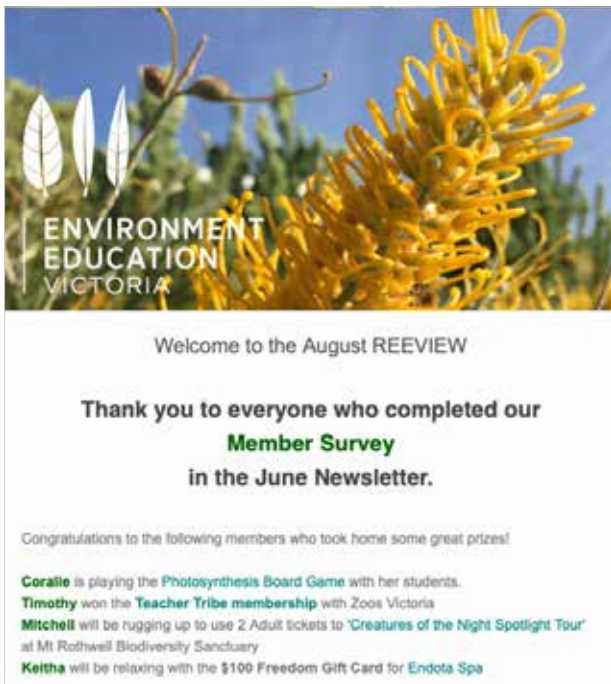 ENVIRONMENT
EDUCATION
VICTORIA
Welcome to the August REEVIEW
Thank you to everyone who completed our
Member Survey
in the June Newsletter.
Congratulations to the following members who took home some great prizes!
Coralie is playing the Photosynthesis Board Game with her students.
Timothy won the Teacher Tribe membership with Zoos Victoria
Mitchell will be rugging up to use 2 Adult tickets to 'Creatures of the Night Spotlight Tour'
at Mt Rothwell Biodiversity Sanctuary
Keitha will be relaxing with the $100 Freedom Gift Card for Endota Spa